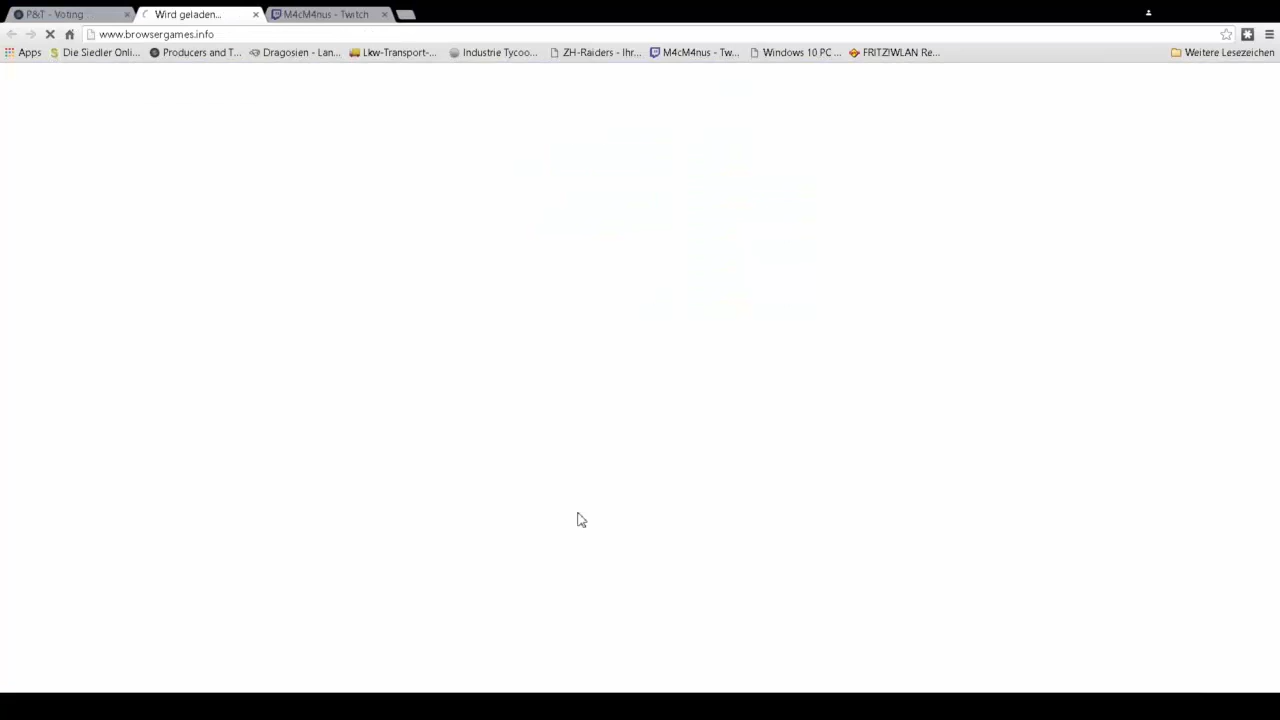 P&T - Voting
Wird geladen...
M4cM4nus - Twitch
www.browsergames.info
Apps
Die Siedler Onli...
Producers and T...
Dragosien - Lan...
Lkw-Transport-...
Industrie Tycoo...
ZH-Raiders - Ihr...
M4cM4nus - Tw...
Windows 10 PC ...
FRITZ!WLAN Re...
Weitere Lesezeichen